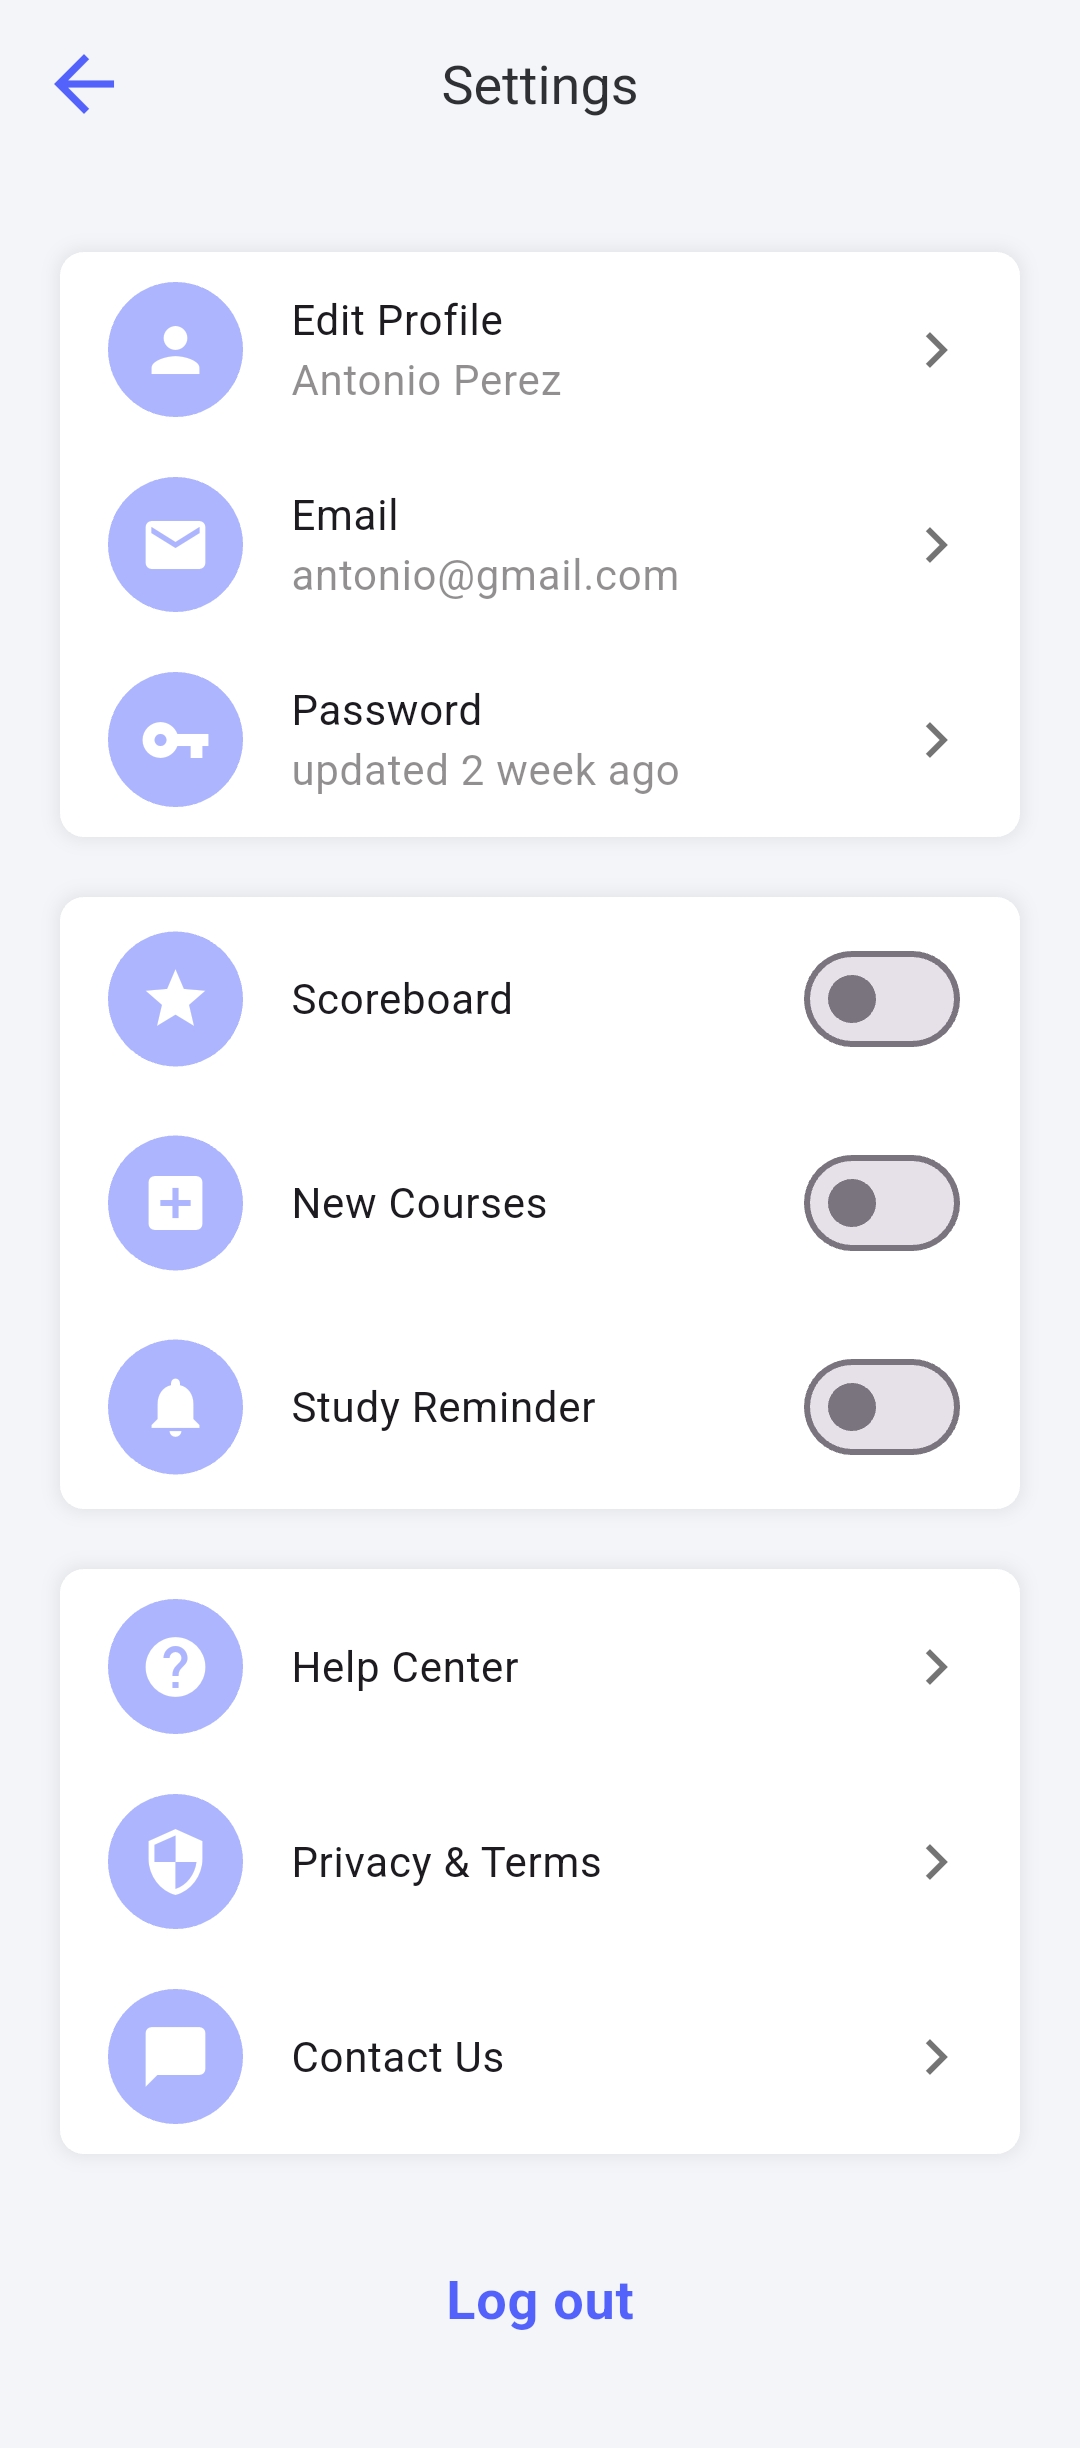 Settings
Edit Profile
Antonio Perez
Email
antonio@gmail.com
Password
updated 2 week ago
Scoreboard
New Courses
Study Reminder
Help Center
Privacy & Terms
Contact Us
Log out